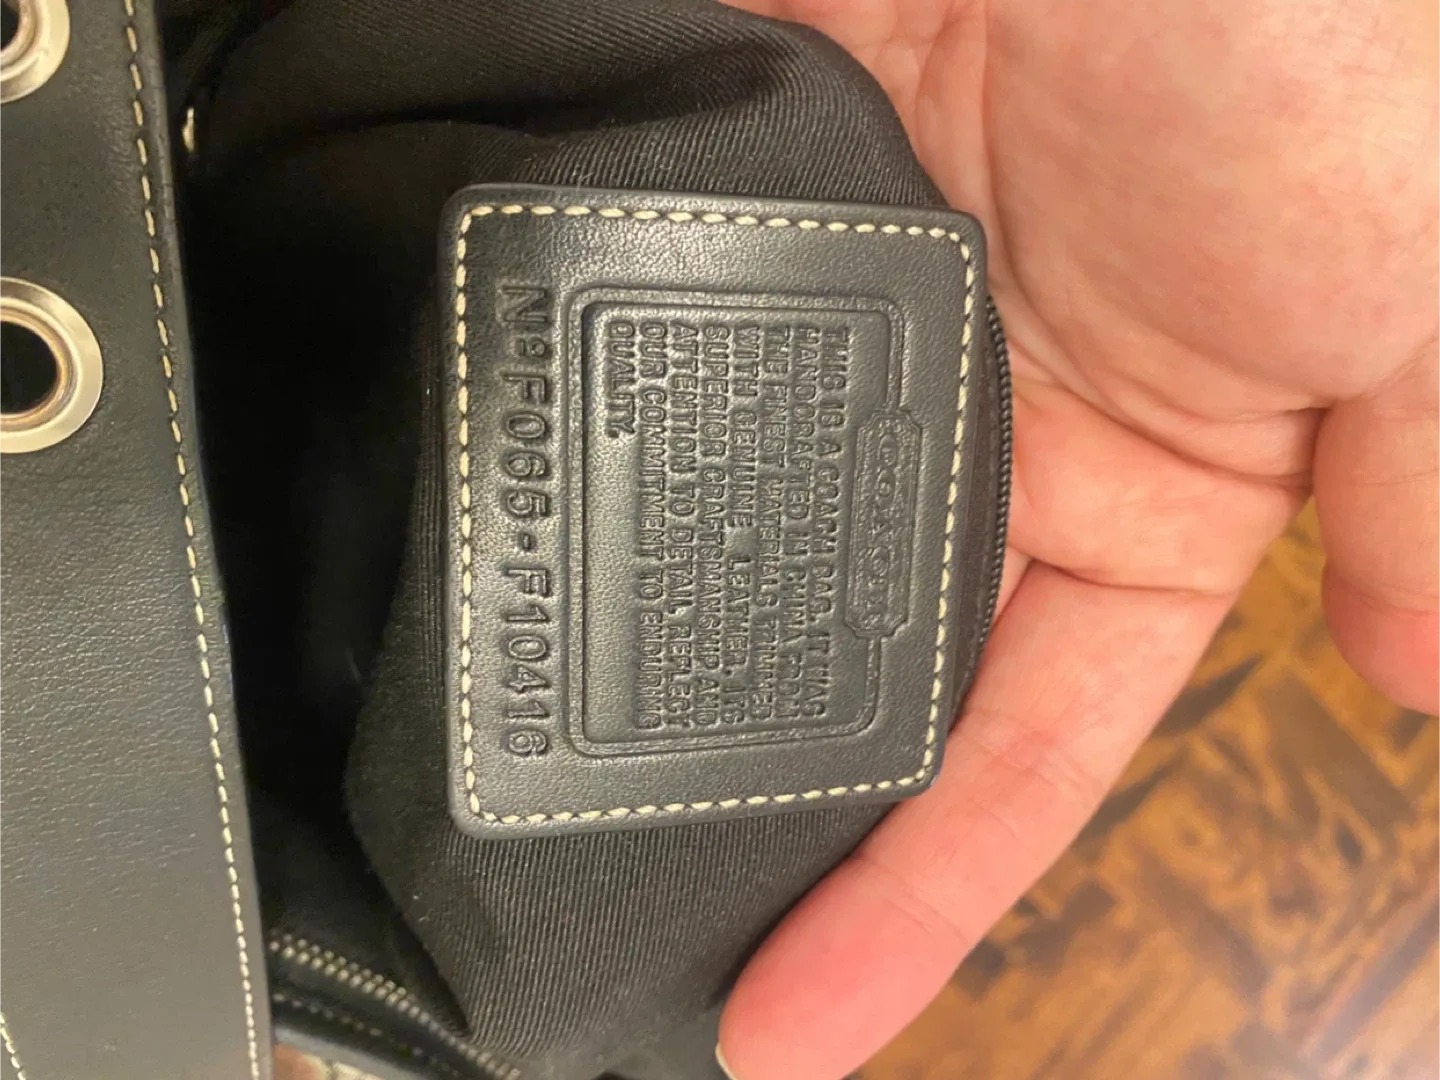 COACH
THIS IS A COACH BAG. IT WAS
HANDCRAFTED IN CHINA FROM
THE FINEST MATERIALS TRIMMED
WITH GENUINE LEATHER. ITS
SUPERIOR CRAFTSMANSHIP AND
ATTENTION TO DETAIL REFLECT
OUR COMMITMENT TO ENDURING
QUALITY.
Nº F065-F10416